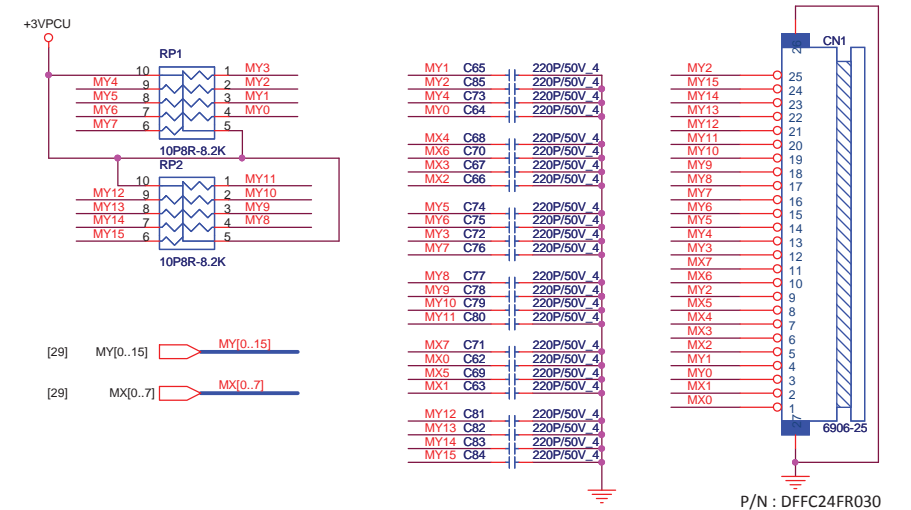 +3VPCU
RP1
10 1 MY3
MY4 9 2 MY2
MY5 8 3 MY1
MY6 7 4 MY0
MY7 6 5
10P8R-8.2K
RP2
10 1 MY11
MY12 9 2 MY10
MY13 8 3 MY9
MY14 7 4 MY8
MY15 6 5
10P8R-8.2K
[29] MY[0..15] MY[0..15]
[29] MX[0..7] MX[0..7]
MY1 C65 220P/50V_4
MY2 C85 220P/50V_4
MY4 C73 220P/50V_4
MY0 C64 220P/50V_4
MX4 C68 220P/50V_4
MX6 C70 220P/50V_4
MX3 C67 220P/50V_4
MX2 C66 220P/50V_4
MY5 C74 220P/50V_4
MY6 C75 220P/50V_4
MY3 C72 220P/50V_4
MY7 C76 220P/50V_4
MY8 C77 220P/50V_4
MY9 C78 220P/50V_4
MY10 C79 220P/50V_4
MY11 C80 220P/50V_4
MX7 C71 220P/50V_4
MX0 C62 220P/50V_4
MX5 C69 220P/50V_4
MX1 C63 220P/50V_4
MY12 C81 220P/50V_4
MY13 C82 220P/50V_4
MY14 C83 220P/50V_4
MY15 C84 220P/50V_4
26
CN1
MY2 25
MY15 24
MY14 23
MY13 22
MY12 21
MY11 20
MY10 19
MY9 18
MY8 17
MY7 16
MY6 15
MY5 14
MY4 13
MY3 12
MX7 11
MX6 10
MY2 9
MX5 8
MX4 7
MX3 6
MX2 5
MY1 4
MY0 3
MX1 2
MX0 1
27
6906-25
P/N : DFFC24FR030